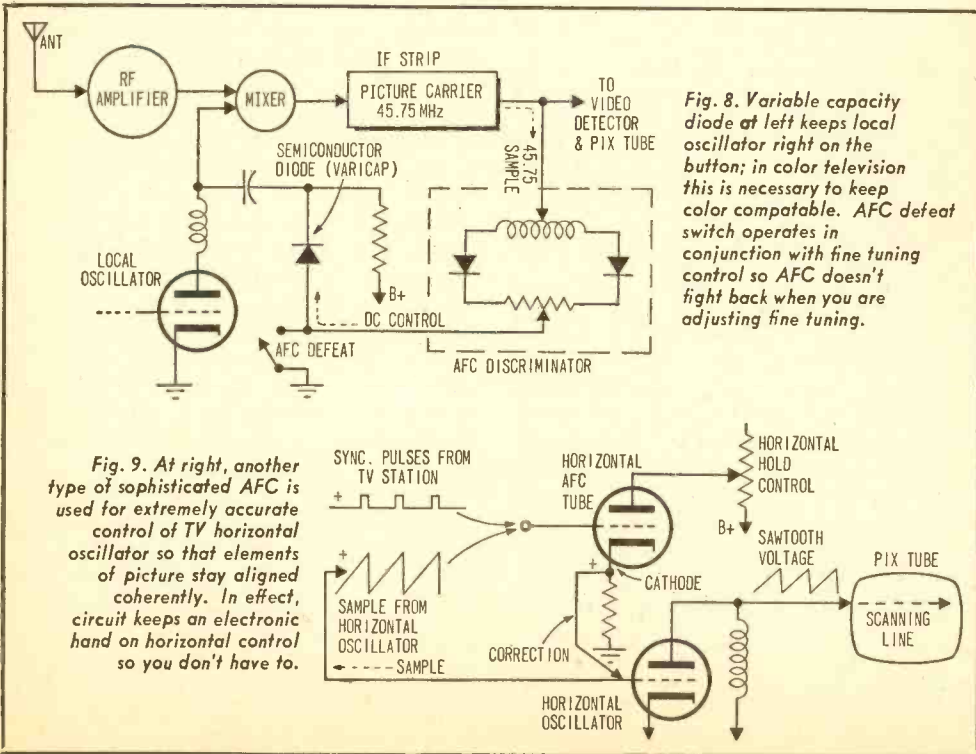 ANT
RF
AMPLIFIER
MIXER
IF STRIP
PICTURE CARRIER
45.75 MHz
TO
VIDEO
DETECTOR
& PIX TUBE
45.75
SAMPLE
SEMICONDUCTOR
DIODE (VARICAP)
LOCAL
OSCILLATOR
B+
DC CONTROL
AFC DEFEAT
AFC DISCRIMINATOR
Fig. 8. Variable capacity
diode at left keeps local
oscillator right on the
button; in color television
this is necessary to keep
color compatable. AFC defeat
switch operates in
conjunction with fine tuning
control so AFC doesn't
fight back when you are
adjusting fine tuning.
Fig. 9. At right, another
type of sophisticated AFC is
used for extremely accurate
control of TV horizontal
oscillator so that elements
of picture stay aligned
coherently. In effect,
circuit keeps an electronic
hand on horizontal control
so you don't have to.
SYNC. PULSES FROM
TV STATION
+
+
SAMPLE FROM
HORIZONTAL
OSCILLATOR
SAMPLE
HORIZONTAL
AFC
TUBE
+
CATHODE
CORRECTION
HORIZONTAL
OSCILLATOR
HORIZONTAL
HOLD
CONTROL
B+
SAWTOOTH
VOLTAGE
PIX TUBE
SCANNING
LINE